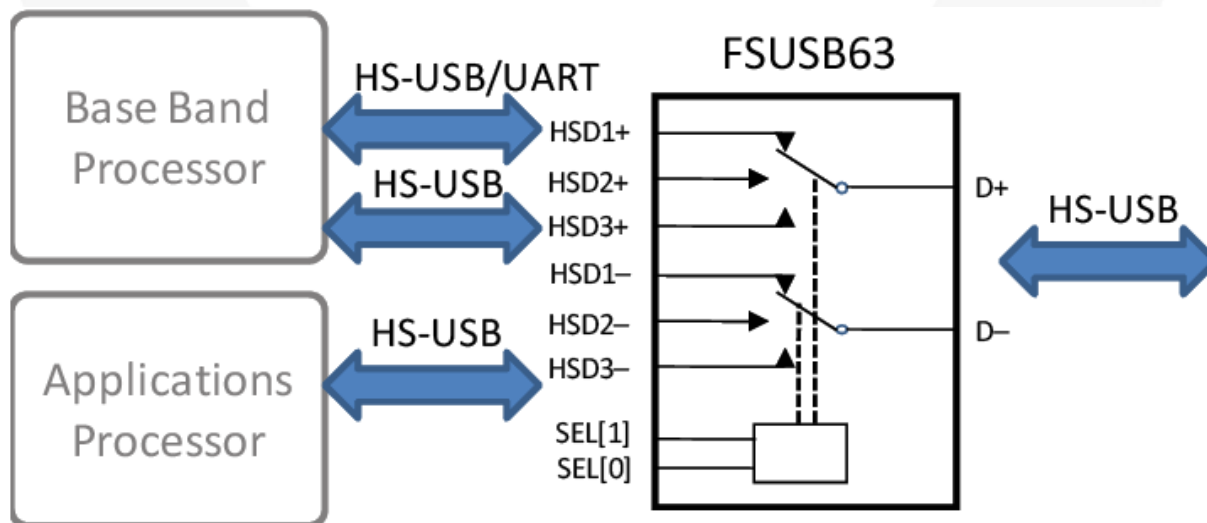 Base Band
Processor
Applications
Processor
HS-USB/UART
HS-USB
HS-USB
FSUSB63
HSD1+
HSD2+
HSD3+
HSD1–
HSD2–
HSD3–
SEL[1]
SEL[0]
D+
D–
HS-USB